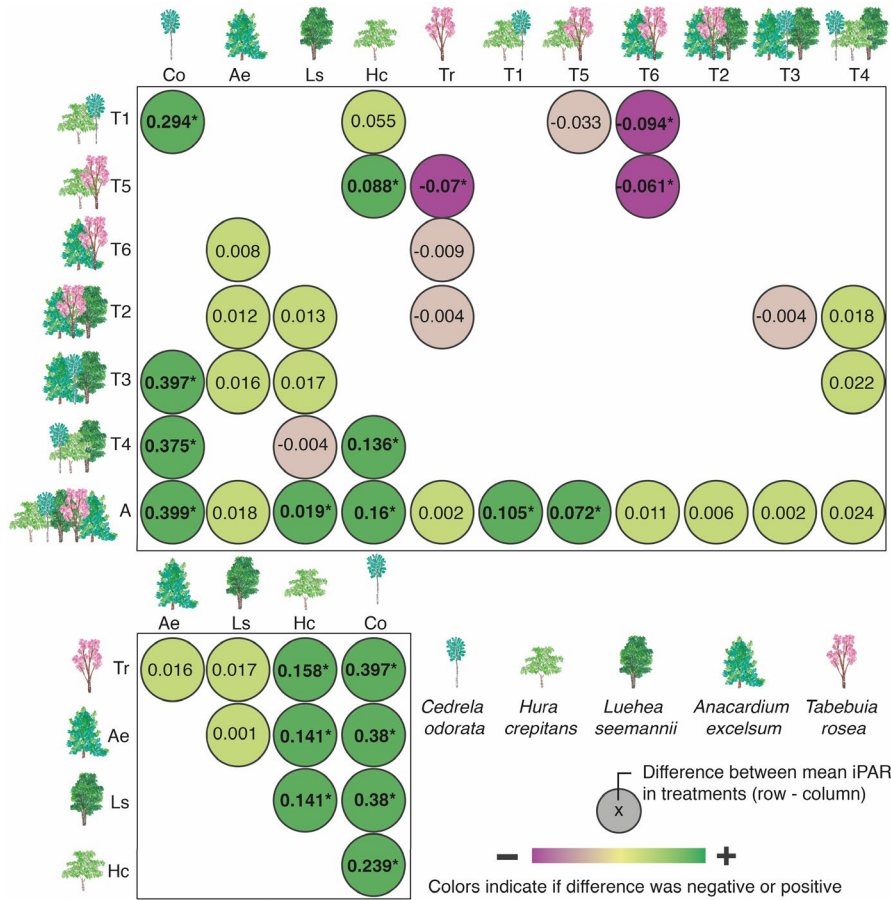 Co Ae Ls Hc Tr T1 T5 T6 T2 T3 T4
T1 0.294* 0.055 -0.033 -0.094*
T5 0.088* -0.07* -0.061*
T6 0.008 -0.009
T2 0.012 0.013 -0.004 -0.004 0.018
T3 0.397* 0.016 0.017 0.022
T4 0.375* -0.004 0.136*
A 0.399* 0.018 0.019* 0.16* 0.002 0.105* 0.072* 0.011 0.006 0.002 0.024
Ae Ls Hc Co
Tr 0.016 0.017 0.158* 0.397*
Ae 0.001 0.141* 0.38*
Ls 0.141* 0.38*
Hc 0.239*
Cedrela Hura Luehea Anacardium Tabebuia
odorata crepitans seemannii excelsum rosea
Difference between mean iPAR
in treatments (row - column)
x
− +
Colors indicate if difference was negative or positive